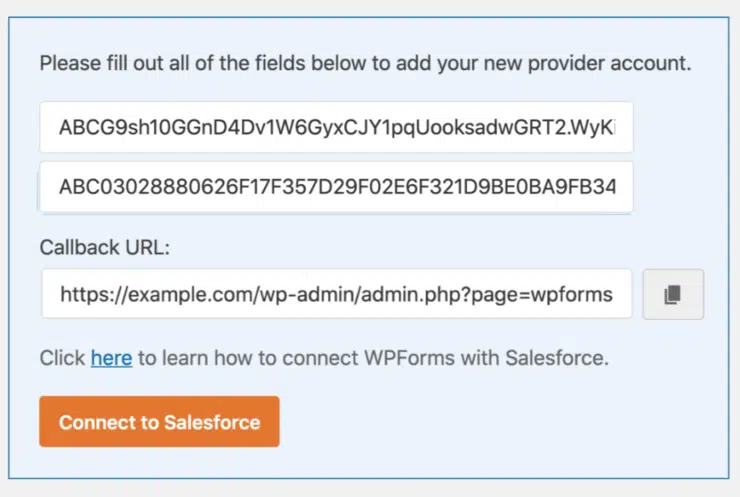 Please fill out all of the fields below to add your new provider account.
ABCG9sh10GGnD4Dv1W6GyxCJY1pqUooksadwGRT2.WyKi
ABC03028880626F17F357D29F02E6F321D9BE0BA9FB34
Callback URL:
https://example.com/wp-admin/admin.php?page=wpforms
Click here to learn how to connect WPForms with Salesforce.
Connect to Salesforce